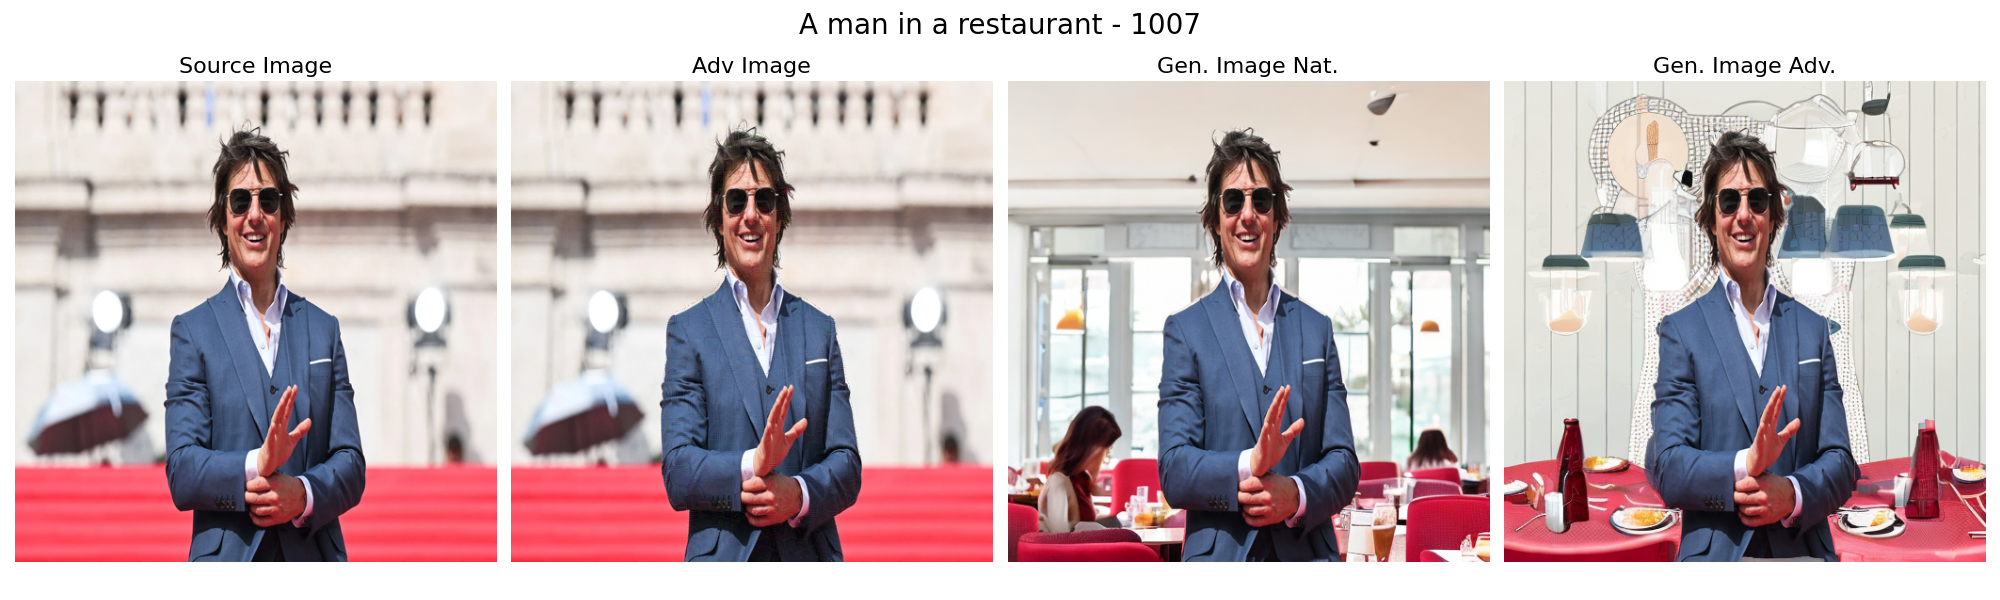 A man in a restaurant - 1007
Source Image
Adv Image
Gen. Image Nat.
Gen. Image Adv.